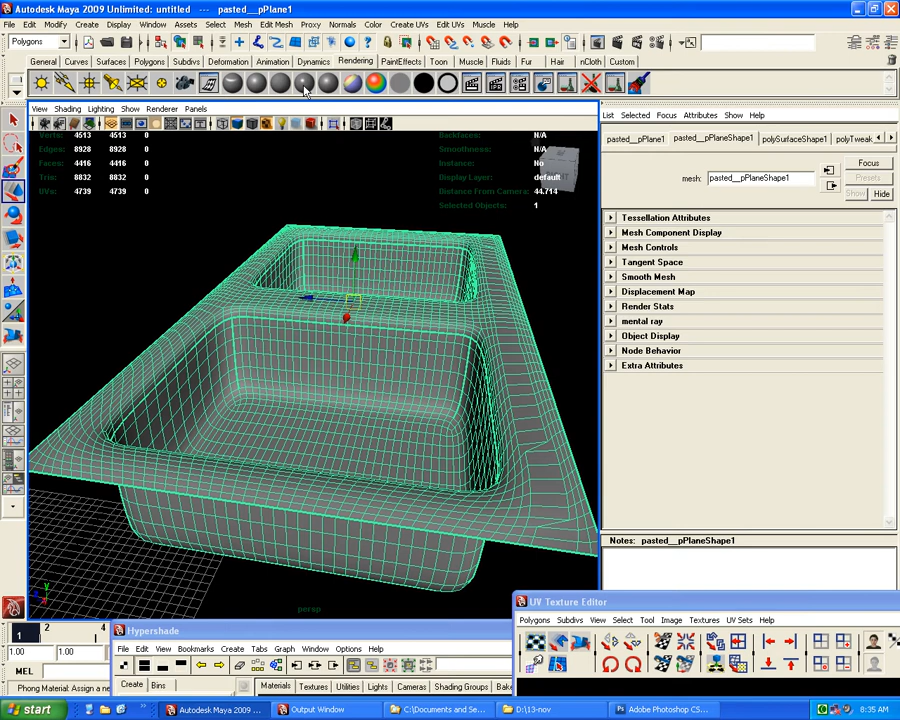 Autodesk Maya 2009 Unlimited: untitled --- pasted__pPlane1
File Edit Modify Create Display Window Assets Select Mesh Edit Mesh Proxy Normals Color Create UVs Edit UVs Muscle Help
Polygons
General Curves Surfaces Polygons Subdivs Deformation Animation Dynamics Rendering PaintEffects Toon Muscle Fluids Fur Hair nCloth Custom
View Shading Lighting Show Renderer Panels
List Selected Focus Attributes Show Help
Verts: 4513 4513 0
Edges: 8928 8928 0
Faces: 4416 4416 0
Tris: 8832 8832 0
UVs: 4739 4739 0
Backfaces: N/A
Smoothness: N/A
Instance: No
Display Layer: default
Distance From Camera: 44.714
Selected Objects: 1
persp
pasted__pPlane1 pasted__pPlaneShape1 polySurfaceShape1 polyTweak
mesh: pasted__pPlaneShape1
Focus
Presets
Show Hide
Tessellation Attributes
Mesh Component Display
Mesh Controls
Tangent Space
Smooth Mesh
Displacement Map
Render Stats
mental ray
Object Display
Node Behavior
Extra Attributes
Notes: pasted__pPlaneShape1
UV Texture Editor
Polygons Subdivs View Select Tool Image Textures UV Sets Help
Hypershade
File Edit View Bookmarks Create Tabs Graph Window Options Help
Create Bins Materials Textures Utilities Lights Cameras Shading Groups
1 2 4
1.00 1.00
MEL
Phong Material: Assign a ne
start Autodesk Maya 2009 ... Output Window C:\Documents and Se... D:\13-nov Adobe Photoshop CS... 8:35 AM